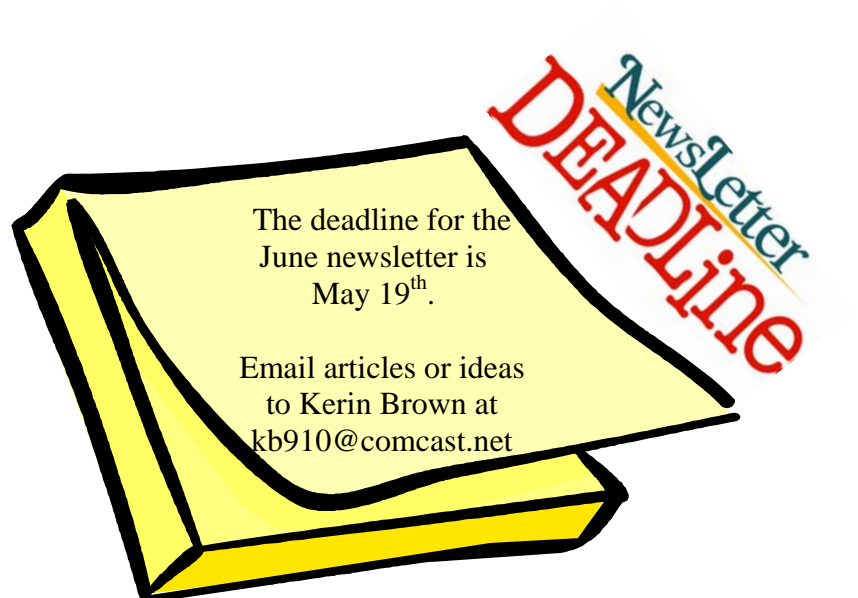 NewsLetter
DEADLine
The deadline for the
June newsletter is
May 19th.
Email articles or ideas
to Kerin Brown at
kb910@comcast.net